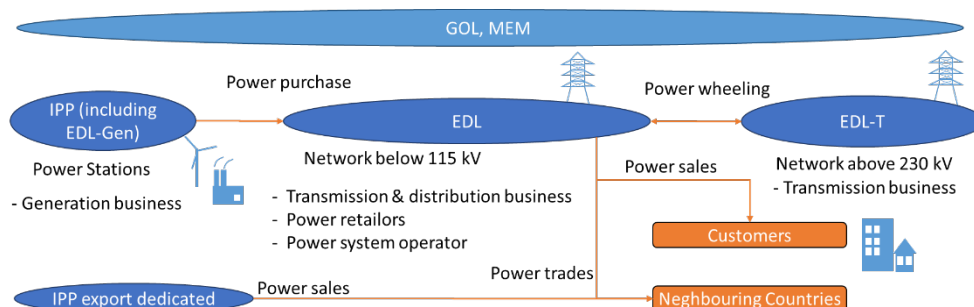 GOL, MEM
Power purchase
Power wheeling
IPP (including
EDL-Gen)
EDL
EDL-T
Power Stations
- Generation business
Network below 115 kV
- Transmission & distribution business
- Power retailors
- Power system operator
Power sales
Network above 230 kV
- Transmission business
Customers
Power trades
IPP export dedicated
Power sales
Neighbouring Countries